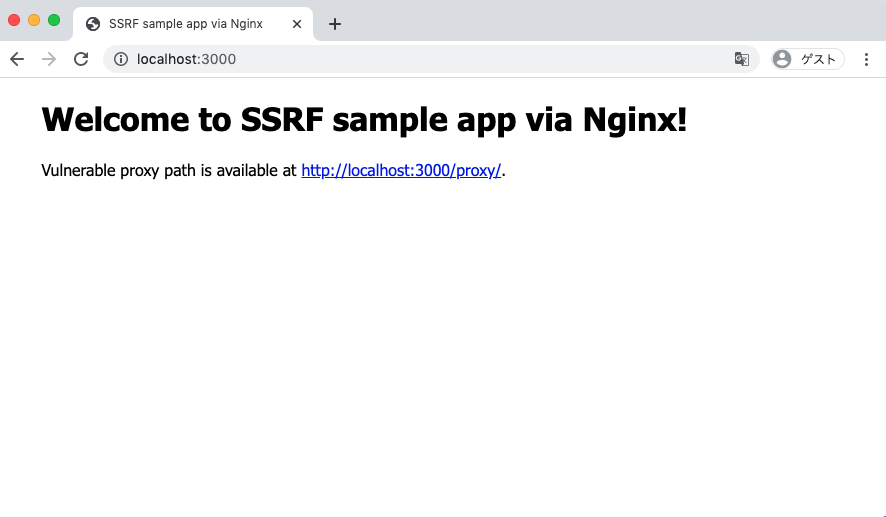 SSRF sample app via Nginx
localhost:3000
ゲスト
Welcome to SSRF sample app via Nginx!
Vulnerable proxy path is available at http://localhost:3000/proxy/.